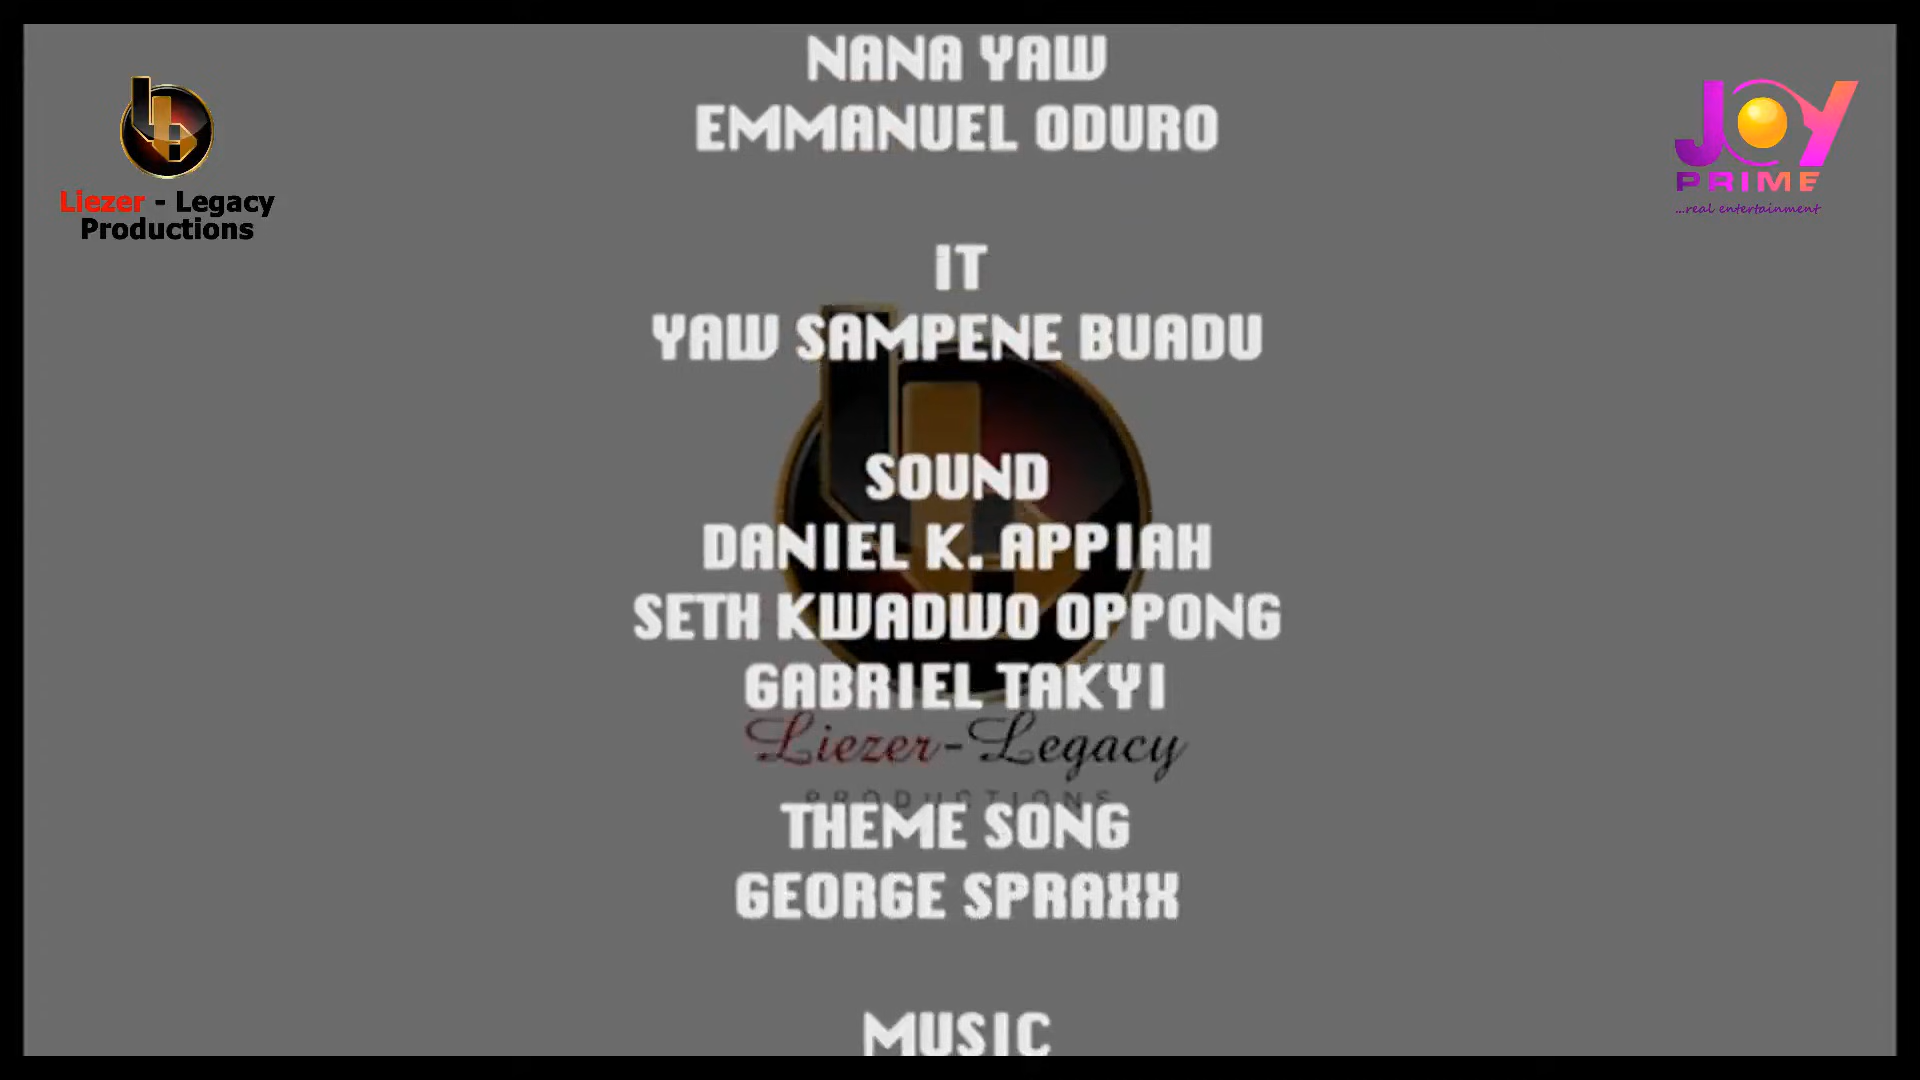 NANA YAW
EMMANUEL ODURO
Liezer - Legacy
Productions
JOY
PRIME
...real entertainment
IT
YAW SAMPENE BUADU
SOUND
DANIEL K. APPIAH
SETH KWADWO OPPONG
GABRIEL TAKYI
Liezer-Legacy
PRODUCTIONS
THEME SONG
GEORGE SPRAXX
MUSIC